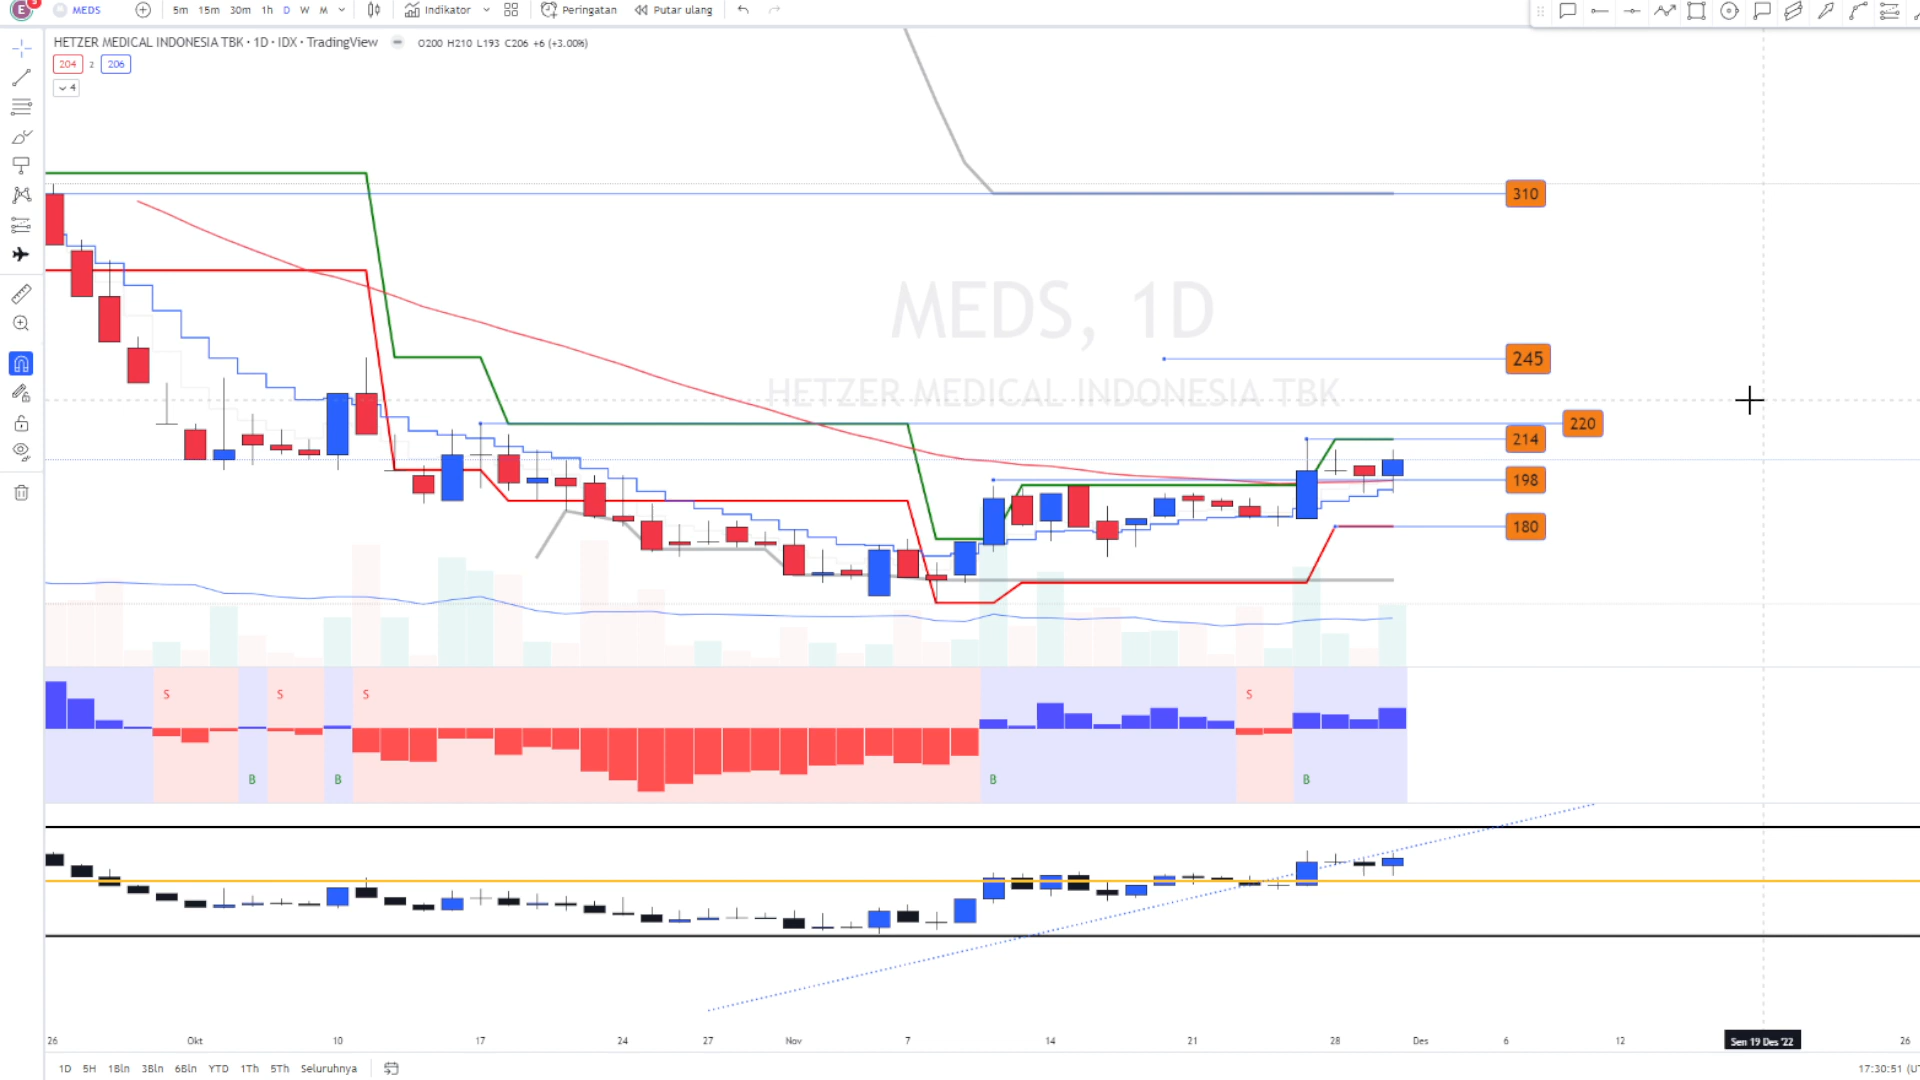 E 5 MEDS 5m 15m 30m 1h D W M Indikator Peringatan Putar ulang
HETZER MEDICAL INDONESIA TBK · 1D · IDX · TradingView O200 H210 L193 C206 +6 (+3.00%)
204 2 206
4
310
MEDS, 1D
245
HETZER MEDICAL INDONESIA TBK
220
214
198
180
S S S S
B B B B
26 Okt 10 17 24 27 Nov 7 14 21 28 Des 6 12 Sen 19 Des '22 26
1D 5H 1Bln 3Bln 6Bln YTD 1Th 5Th Seluruhnya 17:30:51 (U